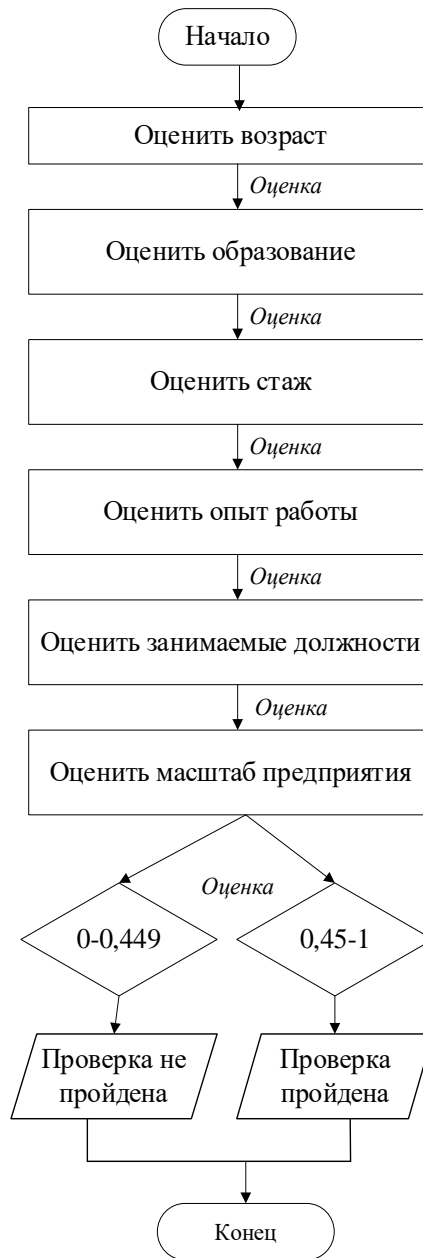 Начало
Оценить возраст
Оценка
Оценить образование
Оценка
Оценить стаж
Оценка
Оценить опыт работы
Оценка
Оценить занимаемые должности
Оценка
Оценить масштаб предприятия
Оценка
0-0,449
0,45-1
Проверка не
пройдена
Проверка
пройдена
Конец